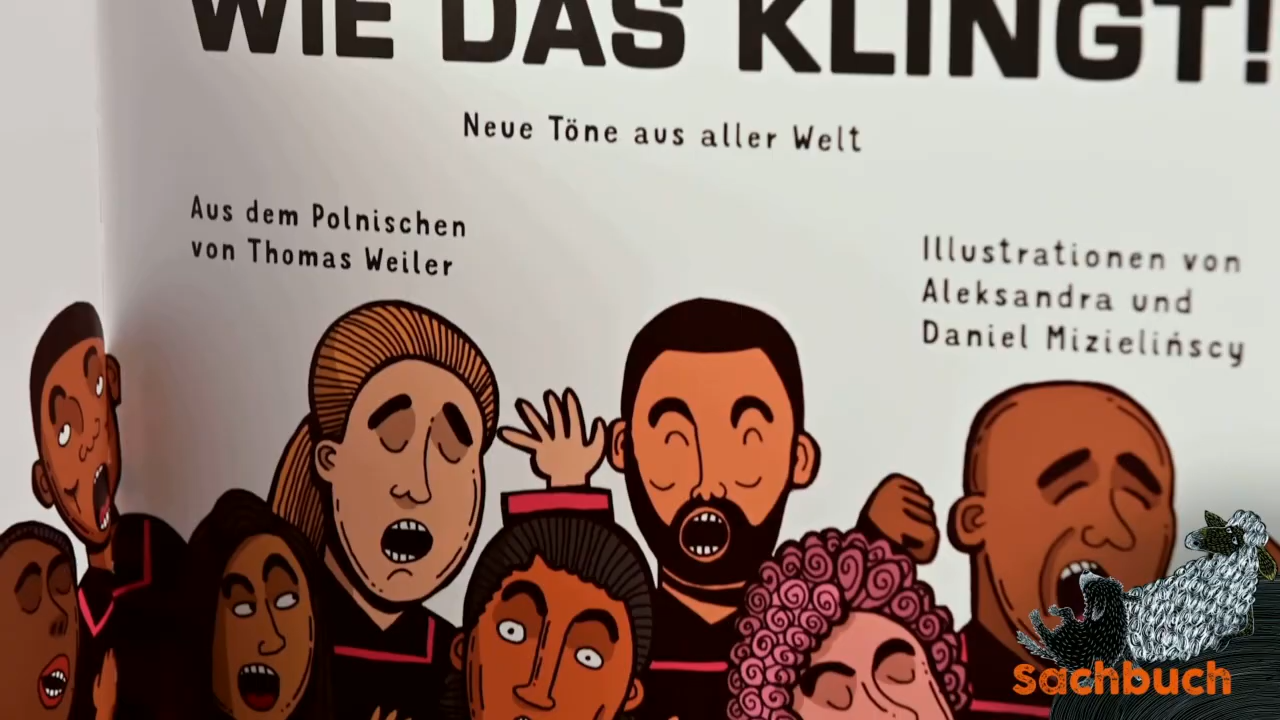 WIE DAS KLINGT!
Neue Töne aus aller Welt
Aus dem Polnischen
von Thomas Weiler
Illustrationen von
Aleksandra und
Daniel Mizielińscy
Sachbuch